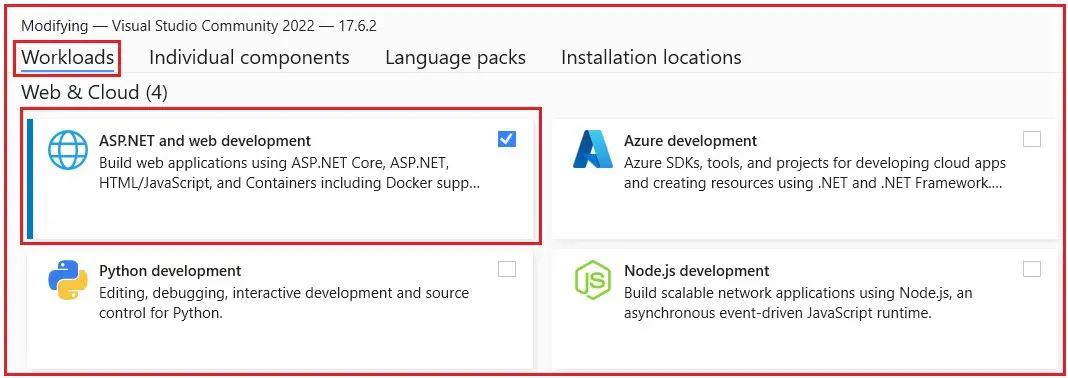 Modifying — Visual Studio Community 2022 — 17.6.2
Workloads Individual components Language packs Installation locations
Web & Cloud (4)
ASP.NET and web development
Build web applications using ASP.NET Core, ASP.NET,
HTML/JavaScript, and Containers including Docker supp...
Azure development
Azure SDKs, tools, and projects for developing cloud apps
and creating resources using .NET and .NET Framework....
Python development
Editing, debugging, interactive development and source
control for Python.
JS
Node.js development
Build scalable network applications using Node.js, an
asynchronous event-driven JavaScript runtime.